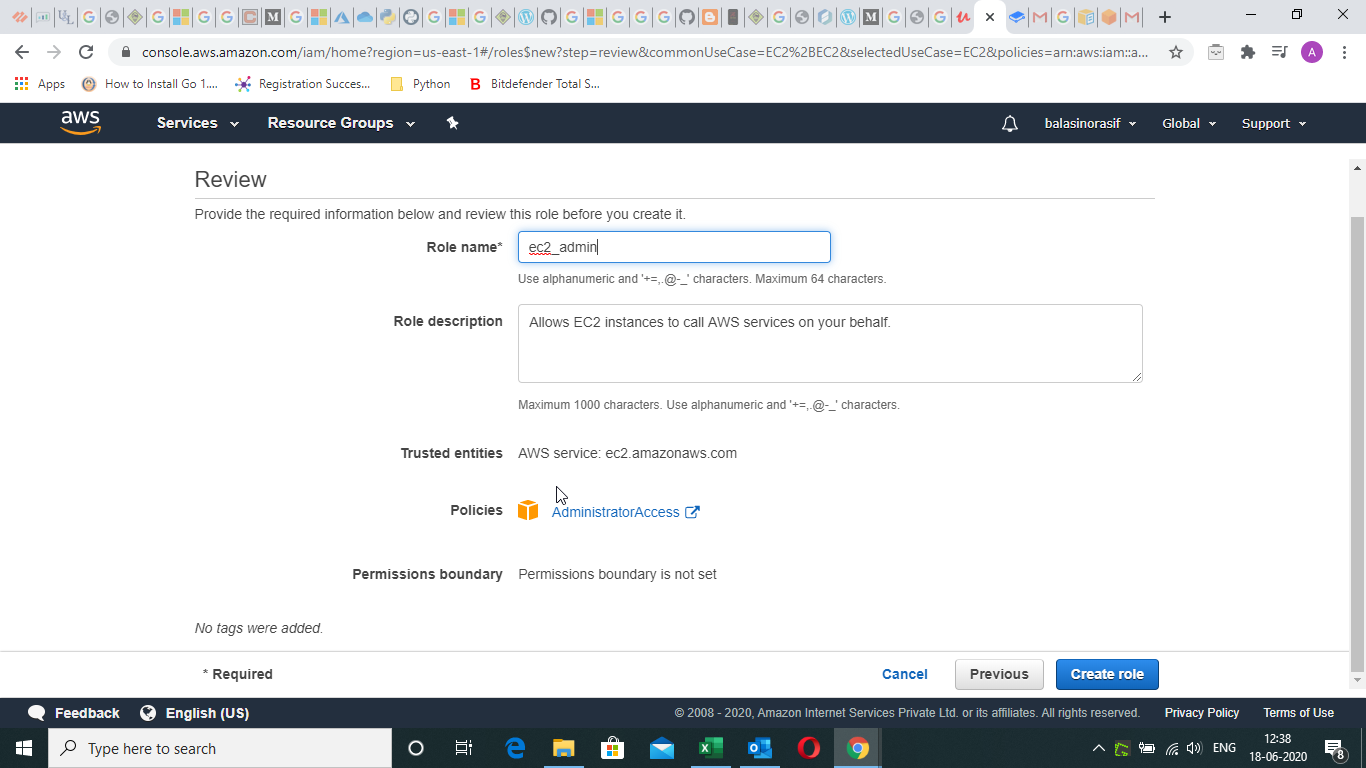 console.aws.amazon.com/iam/home?region=us-east-1#/roles$new?step=review&commonUseCase=EC2%2BEC2&selectedUseCase=EC2&policies=arn:aws:iam::a...
A
Apps
How to Install Go 1....
Registration Succes...
Python
B
Bitdefender Total S...
aws
Services
Resource Groups
balasinorasif
Global
Support
Review
Provide the required information below and review this role before you create it.
Role name*
ec2_admin
Use alphanumeric and '+=,.@-_' characters. Maximum 64 characters.
Role description
Allows EC2 instances to call AWS services on your behalf.
Maximum 1000 characters. Use alphanumeric and '+=,.@-_' characters.
Trusted entities
AWS service: ec2.amazonaws.com
Policies
AdministratorAccess
Permissions boundary
Permissions boundary is not set
No tags were added.
* Required
Cancel
Previous
Create role
Feedback
English (US)
© 2008 - 2020, Amazon Internet Services Private Ltd. or its affiliates. All rights reserved.
Privacy Policy
Terms of Use
Type here to search
ENG
12:38
18-06-2020
8